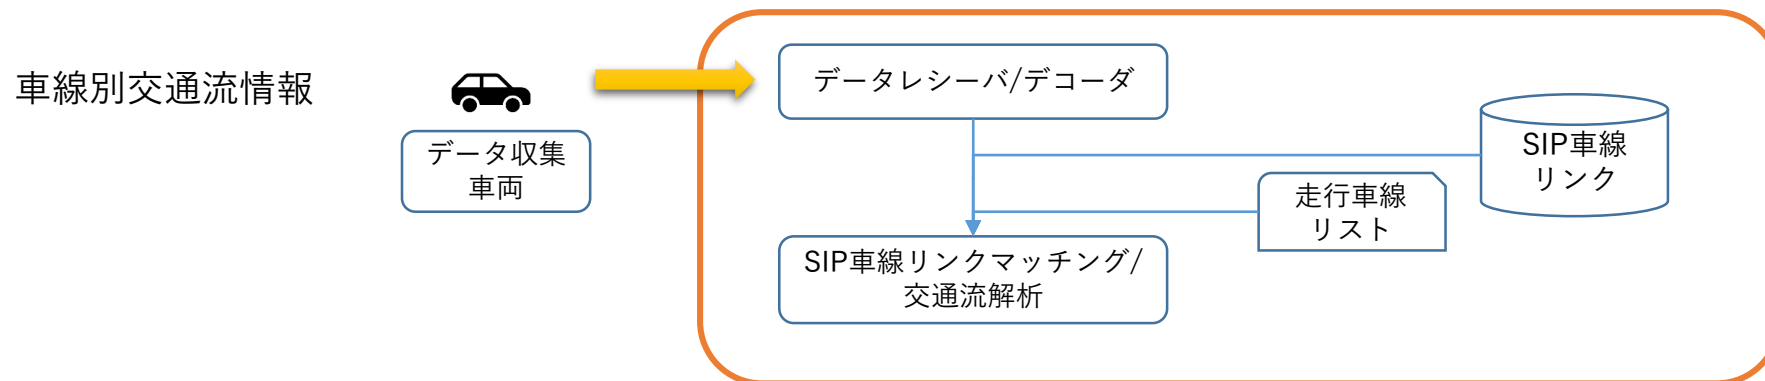 車線別交通流情報
データ収集
車両
データレシーバ/デコーダ
SIP車線
リンク
走行車線
リスト
SIP車線リンクマッチング/
交通流解析